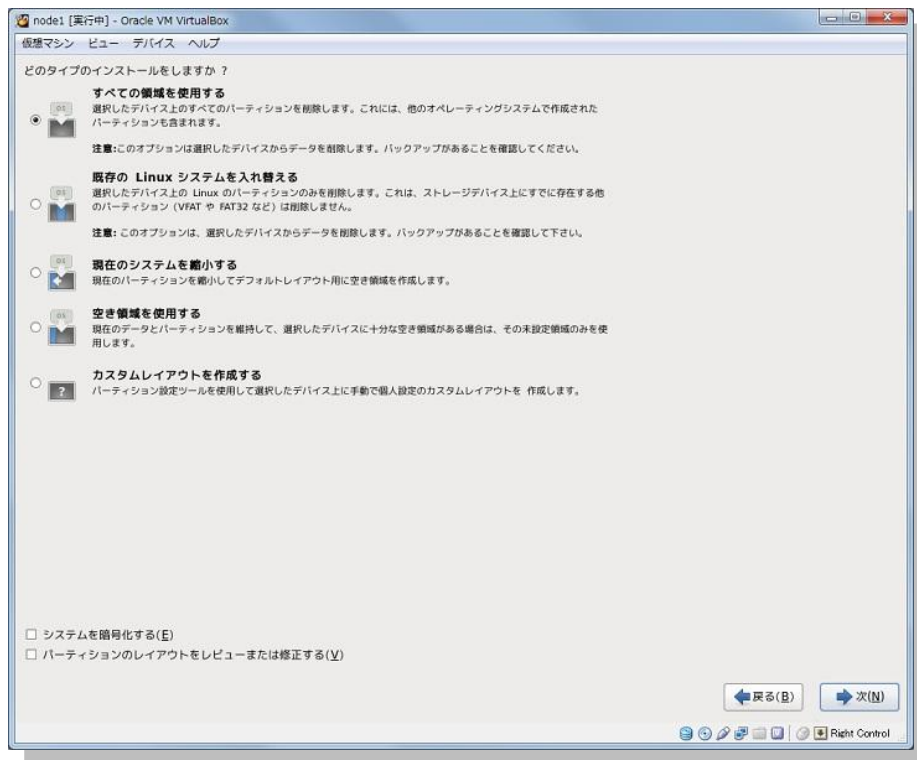 node1 [実行中] - Oracle VM VirtualBox
仮想マシン ビュー デバイス ヘルプ
どのタイプのインストールをしますか ?
すべての領域を使用する
選択したデバイス上のすべてのパーティションを削除します。これには、他のオペレーティングシステムで作成された
パーティションも含まれます。
注意:このオプションは選択したデバイスからデータを削除します。バックアップがあることを確認してください。
既存の Linux システムを入れ替える
選択したデバイス上の Linux のパーティションのみを削除します。これは、ストレージデバイス上にすでに存在する他
のパーティション (VFAT や FAT32 など) は削除しません。
注意: このオプションは、選択したデバイスからデータを削除します。バックアップがあることを確認して下さい。
現在のシステムを縮小する
現在のパーティションを縮小してデフォルトレイアウト用に空き領域を作成します。
空き領域を使用する
現在のデータとパーティションを維持して、選択したデバイスに十分な空き領域がある場合は、その未設定領域のみを使
用します。
カスタムレイアウトを作成する
?
パーティション設定ツールを使用して選択したデバイス上に手動で個人設定のカスタムレイアウトを 作成します。
システムを暗号化する(E)
パーティションのレイアウトをレビューまたは修正する(V)
戻る(B) 次(N)
Right Control